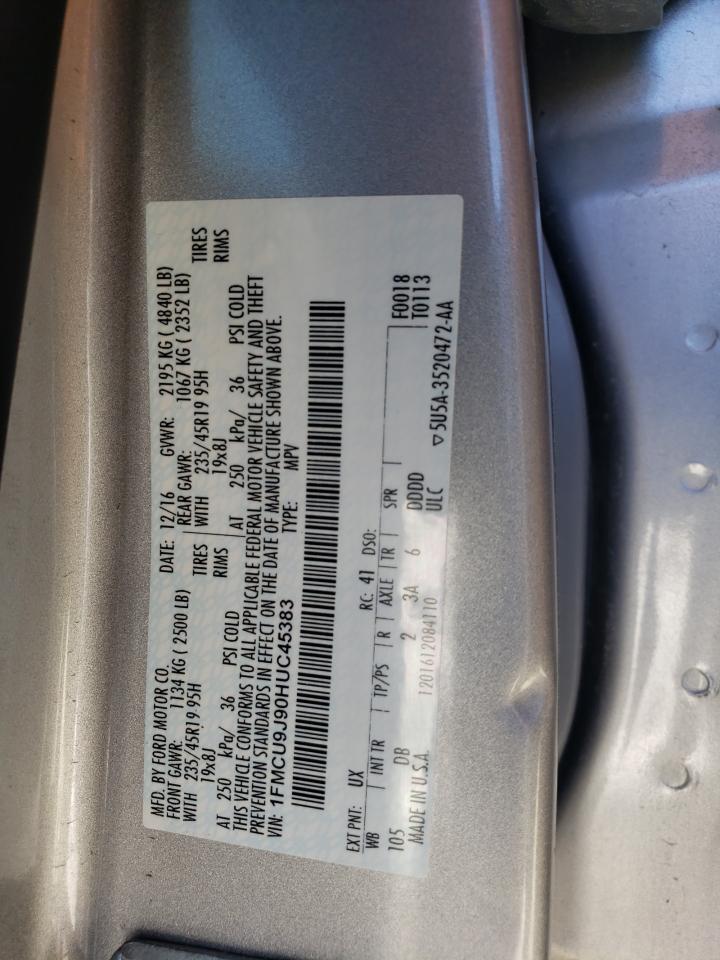 MFD. BY FORD MOTOR CO.
DATE: 12/16 GVWR: 2195 KG ( 4840 LB)
FRONT GAWR: 1134 KG ( 2500 LB)
REAR GAWR: 1067 KG ( 2352 LB)
WITH 235/45R19 95H TIRES
WITH 235/45R19 95H TIRES
19x8J RIMS
19x8J RIMS
AT 250 kPa/ 36 PSI COLD
AT 250 kPa/ 36 PSI COLD
THIS VEHICLE CONFORMS TO ALL APPLICABLE FEDERAL MOTOR VEHICLE SAFETY AND THEFT
PREVENTION STANDARDS IN EFFECT ON THE DATE OF MANUFACTURE SHOWN ABOVE.
VIN: 1FMCU9J90HUC45383 TYPE: MPV
EXT PNT: UX RC: 41 DSO:
WB INT TR TP/PS R AXLE TR SPR F0018
T0113
105 DB 2 3A 6 DDDD
MADE IN U.S.A. 1201612084110 ULC ▽5U5A-3520472-AA